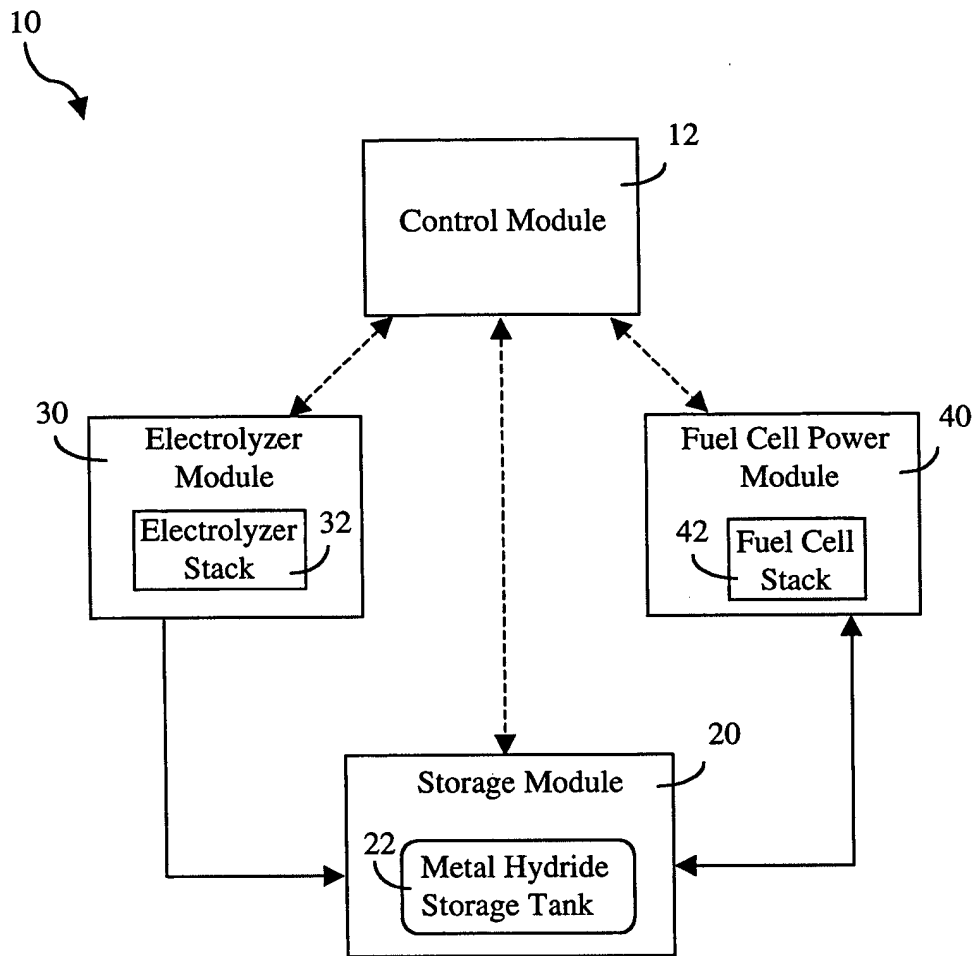 10
12
Control Module
30
Electrolyzer
Module
Electrolyzer
Stack
32
40
Fuel Cell Power
Module
42
Fuel Cell
Stack
20
Storage Module
22
Metal Hydride
Storage Tank